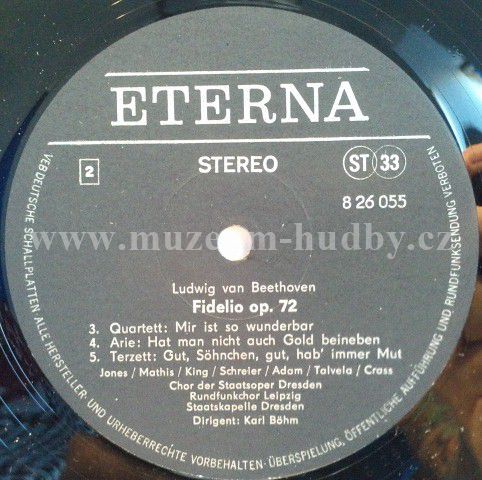 ETERNA
2
STEREO
ST 33
8 26 055
www.muzeum-hudby.cz
Ludwig van Beethoven
Fidelio op. 72
3. Quartett: Mir ist so wunderbar
4. Arie: Hat man nicht auch Gold beineben
5. Terzett: Gut, Söhnchen, gut, hab' immer Mut
Jones / Mathis / King / Schreier / Adam / Talvela / Crass
Chor der Staatsoper Dresden
Rundfunkchor Leipzig
Staatskapelle Dresden
Dirigent: Karl Böhm
VEB DEUTSCHE SCHALLPLATTEN ALLE HERSTELLER- UND URHEBERRECHTE VORBEHALTEN · ÜBERSPIELUNG, ÖFFENTLICHE AUFFÜHRUNG UND RUNDFUNKSENDUNG VERBOTEN